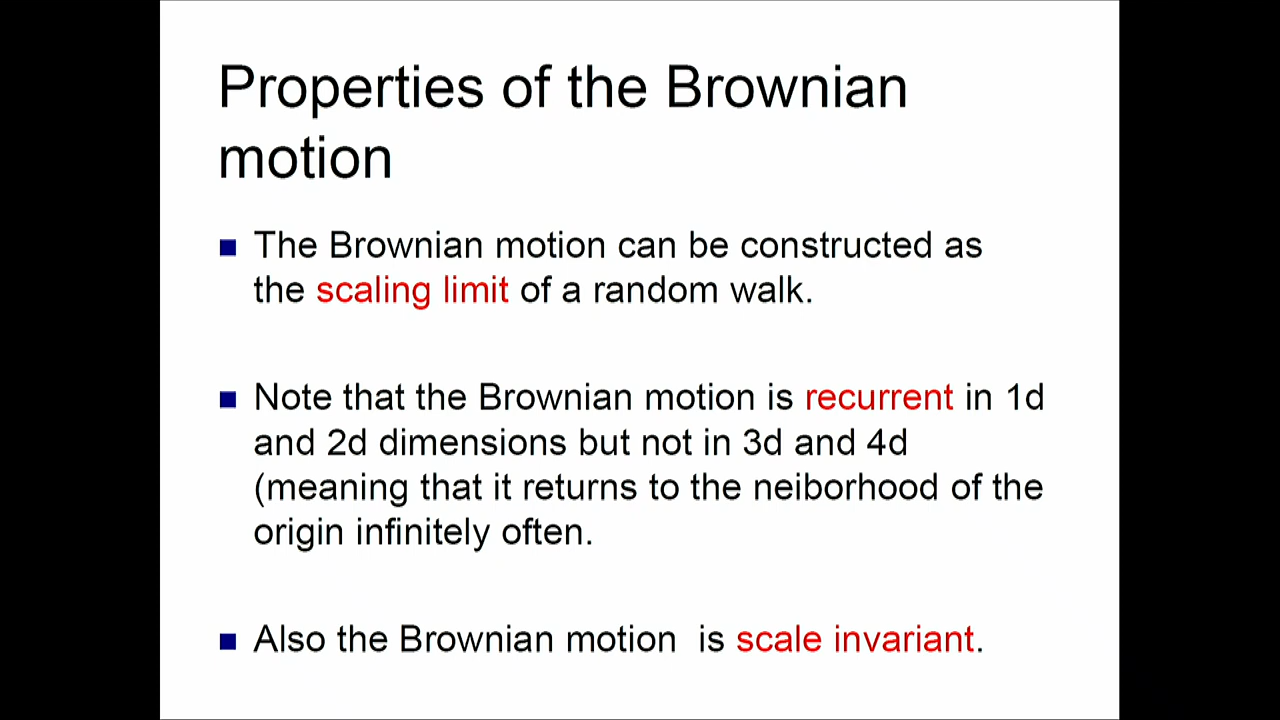 Properties of the Brownian
motion
The Brownian motion can be constructed as
the scaling limit of a random walk.
Note that the Brownian motion is recurrent in 1d
and 2d dimensions but not in 3d and 4d
(meaning that it returns to the neiborhood of the
origin infinitely often.
Also the Brownian motion  is scale invariant.